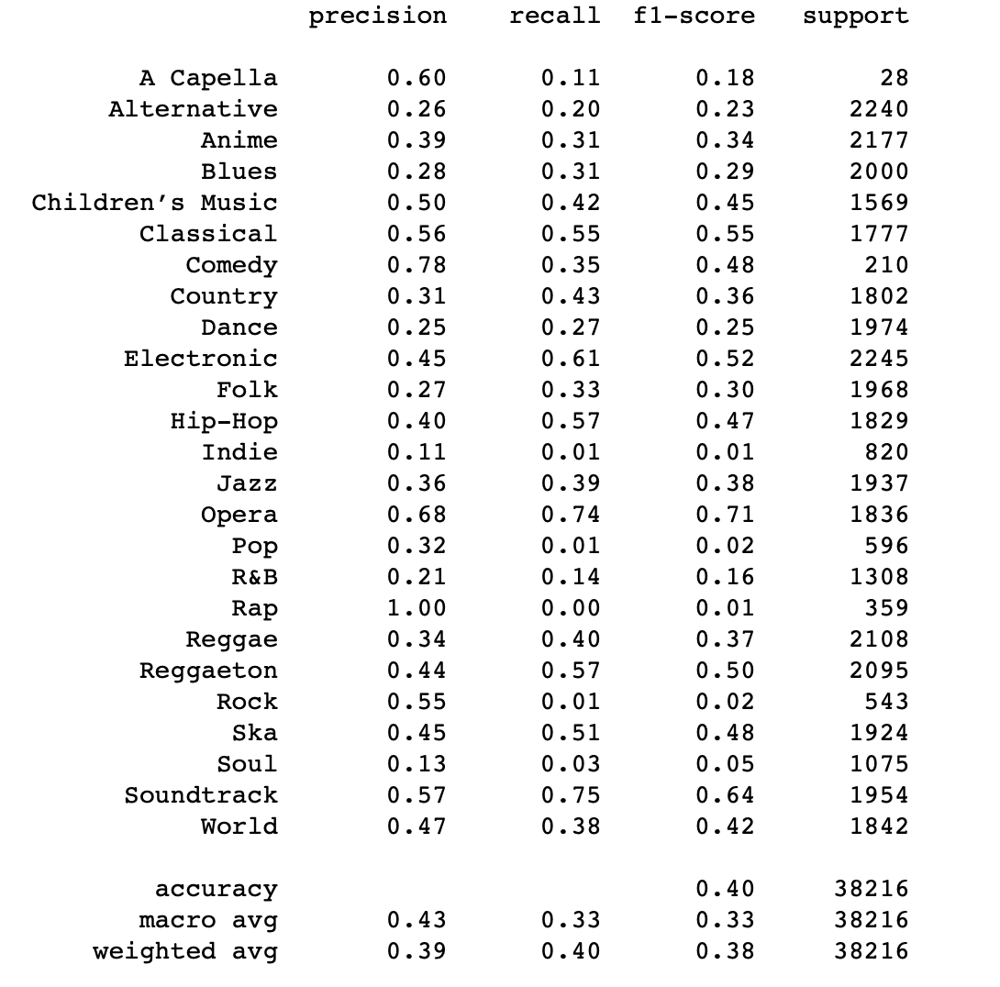 precision recall f1-score support
A Capella 0.60 0.11 0.18 28
Alternative 0.26 0.20 0.23 2240
Anime 0.39 0.31 0.34 2177
Blues 0.28 0.31 0.29 2000
Children’s Music 0.50 0.42 0.45 1569
Classical 0.56 0.55 0.55 1777
Comedy 0.78 0.35 0.48 210
Country 0.31 0.43 0.36 1802
Dance 0.25 0.27 0.25 1974
Electronic 0.45 0.61 0.52 2245
Folk 0.27 0.33 0.30 1968
Hip-Hop 0.40 0.57 0.47 1829
Indie 0.11 0.01 0.01 820
Jazz 0.36 0.39 0.38 1937
Opera 0.68 0.74 0.71 1836
Pop 0.32 0.01 0.02 596
R&B 0.21 0.14 0.16 1308
Rap 1.00 0.00 0.01 359
Reggae 0.34 0.40 0.37 2108
Reggaeton 0.44 0.57 0.50 2095
Rock 0.55 0.01 0.02 543
Ska 0.45 0.51 0.48 1924
Soul 0.13 0.03 0.05 1075
Soundtrack 0.57 0.75 0.64 1954
World 0.47 0.38 0.42 1842
accuracy 0.40 38216
macro avg 0.43 0.33 0.33 38216
weighted avg 0.39 0.40 0.38 38216